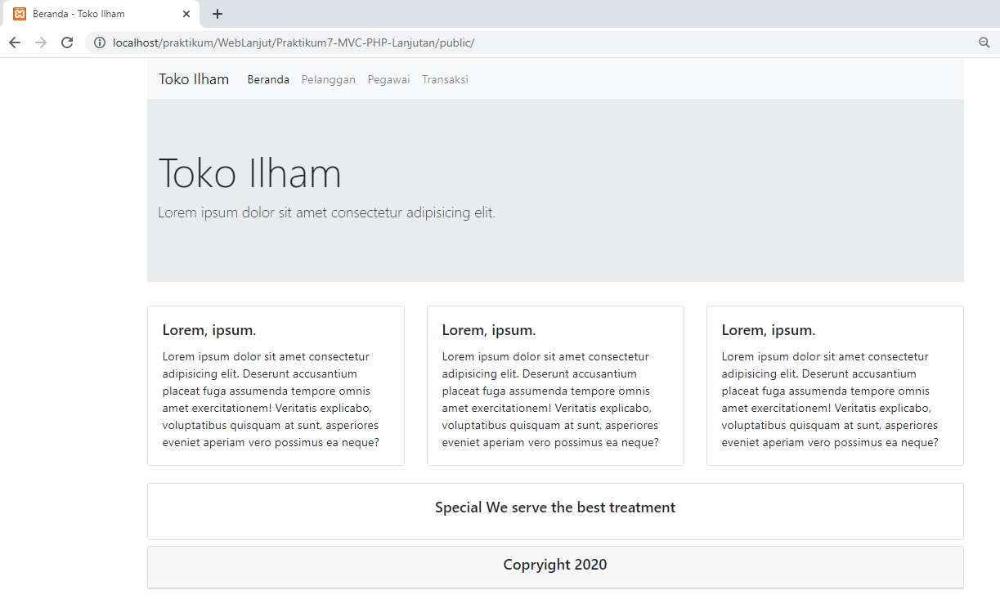 Beranda - Toko Ilham
localhost/praktikum/WebLanjut/Praktikum7-MVC-PHP-Lanjutan/public/
Toko Ilham Beranda Pelanggan Pegawai Transaksi
Toko Ilham
Lorem ipsum dolor sit amet consectetur adipisicing elit.
Lorem, ipsum.
Lorem ipsum dolor sit amet consectetur
adipisicing elit. Deserunt accusantium
placeat fuga assumenda tempore omnis
amet exercitationem! Veritatis explicabo,
voluptatibus quisquam at sunt, asperiores
eveniet aperiam vero possimus ea neque?
Lorem, ipsum.
Lorem ipsum dolor sit amet consectetur
adipisicing elit. Deserunt accusantium
placeat fuga assumenda tempore omnis
amet exercitationem! Veritatis explicabo,
voluptatibus quisquam at sunt, asperiores
eveniet aperiam vero possimus ea neque?
Lorem, ipsum.
Lorem ipsum dolor sit amet consectetur
adipisicing elit. Deserunt accusantium
placeat fuga assumenda tempore omnis
amet exercitationem! Veritatis explicabo,
voluptatibus quisquam at sunt, asperiores
eveniet aperiam vero possimus ea neque?
Special We serve the best treatment
Copryight 2020